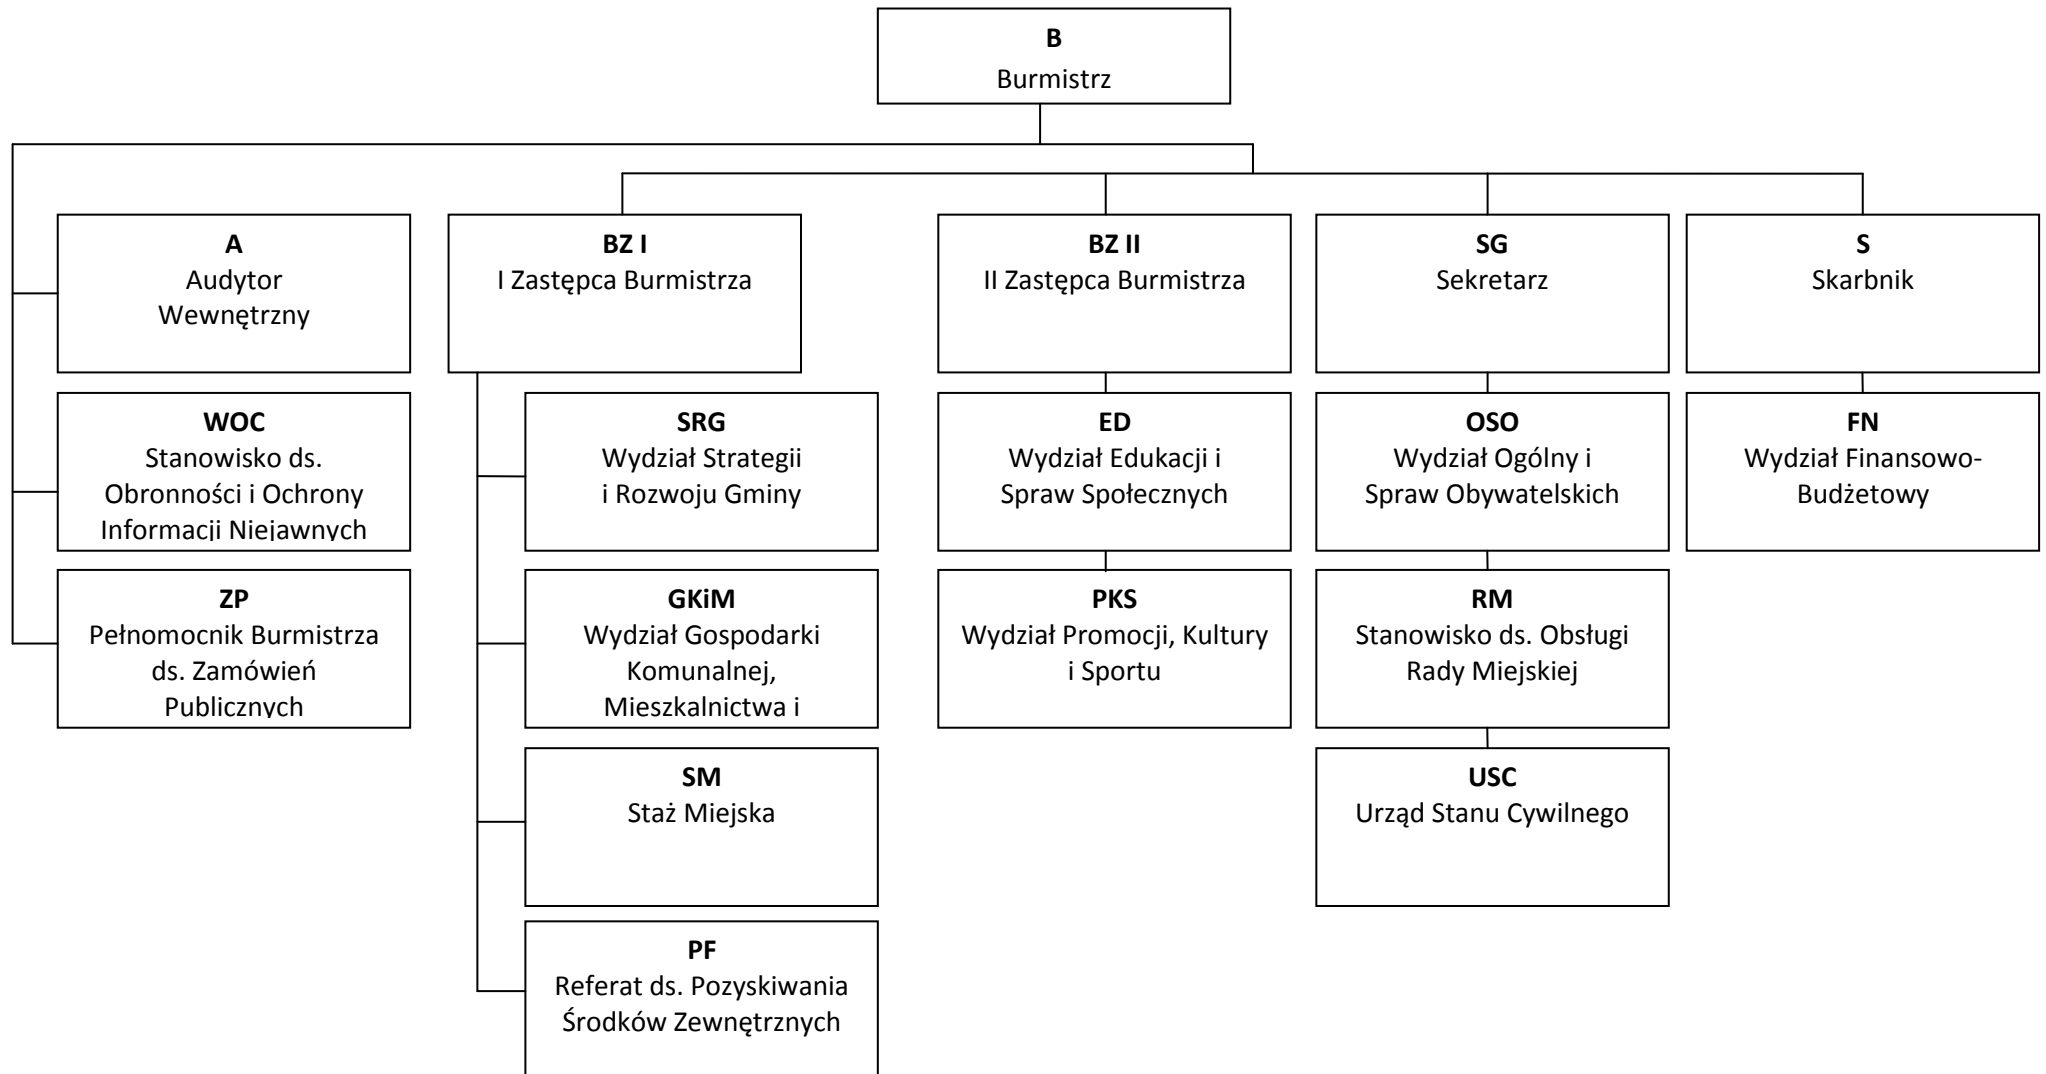 B
Burmistrz
A
Audytor
Wewnętrzny
BZ I
I Zastępca Burmistrza
BZ II
II Zastępca Burmistrza
SG
Sekretarz
S
Skarbnik
WOC
Stanowisko ds.
Obronności i Ochrony
Informacji Niejawnych
SRG
Wydział Strategii
i Rozwoju Gminy
ED
Wydział Edukacji i
Spraw Społecznych
OSO
Wydział Ogólny i
Spraw Obywatelskich
FN
Wydział Finansowo-
Budżetowy
ZP
Pełnomocnik Burmistrza
ds. Zamówień
Publicznych
GKiM
Wydział Gospodarki
Komunalnej,
Mieszkalnictwa i
PKS
Wydział Promocji, Kultury
i Sportu
RM
Stanowisko ds. Obsługi
Rady Miejskiej
SM
Staż Miejska
USC
Urząd Stanu Cywilnego
PF
Referat ds. Pozyskiwania
Środków Zewnętrznych